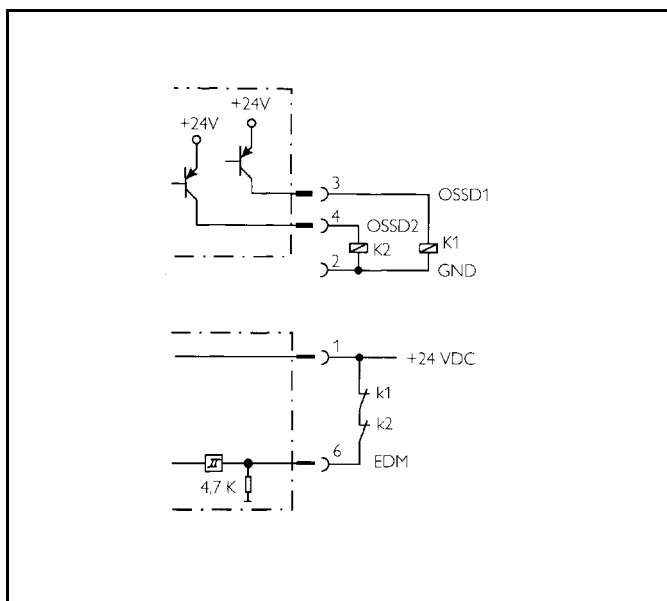 +24V
+24V
3
OSSD1
4
OSSD2
K2
K1
2
GND
1
+24 VDC
k1
k2
6
EDM
4,7 K